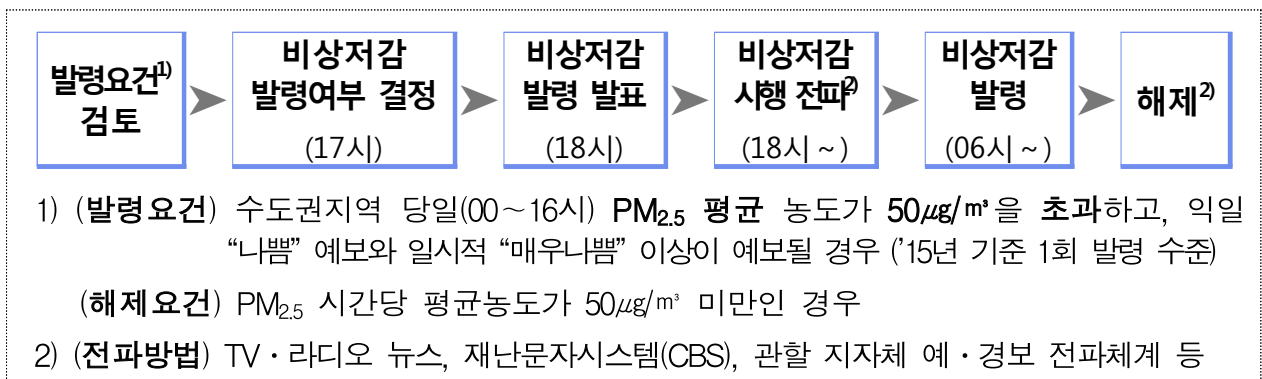 발령요건1)
검토
비상저감
발령여부 결정
(17시)
비상저감
발령 발표
(18시)
비상저감
시행 전파2)
(18시~)
비상저감
발령
(06시~)
해제2)
1) (발령요건) 수도권지역 당일(00~16시) PM2.5 평균 농도가 50㎍/㎥을 초과하고, 익일
“나쁨” 예보와 일시적 “매우나쁨” 이상이 예보될 경우 (’15년 기준 1회 발령 수준)
(해제요건) PM2.5 시간당 평균농도가 50㎍/㎥ 미만인 경우
2) (전파방법) TV·라디오 뉴스, 재난문자시스템(CBS), 관할 지자체 예·경보 전파체계 등